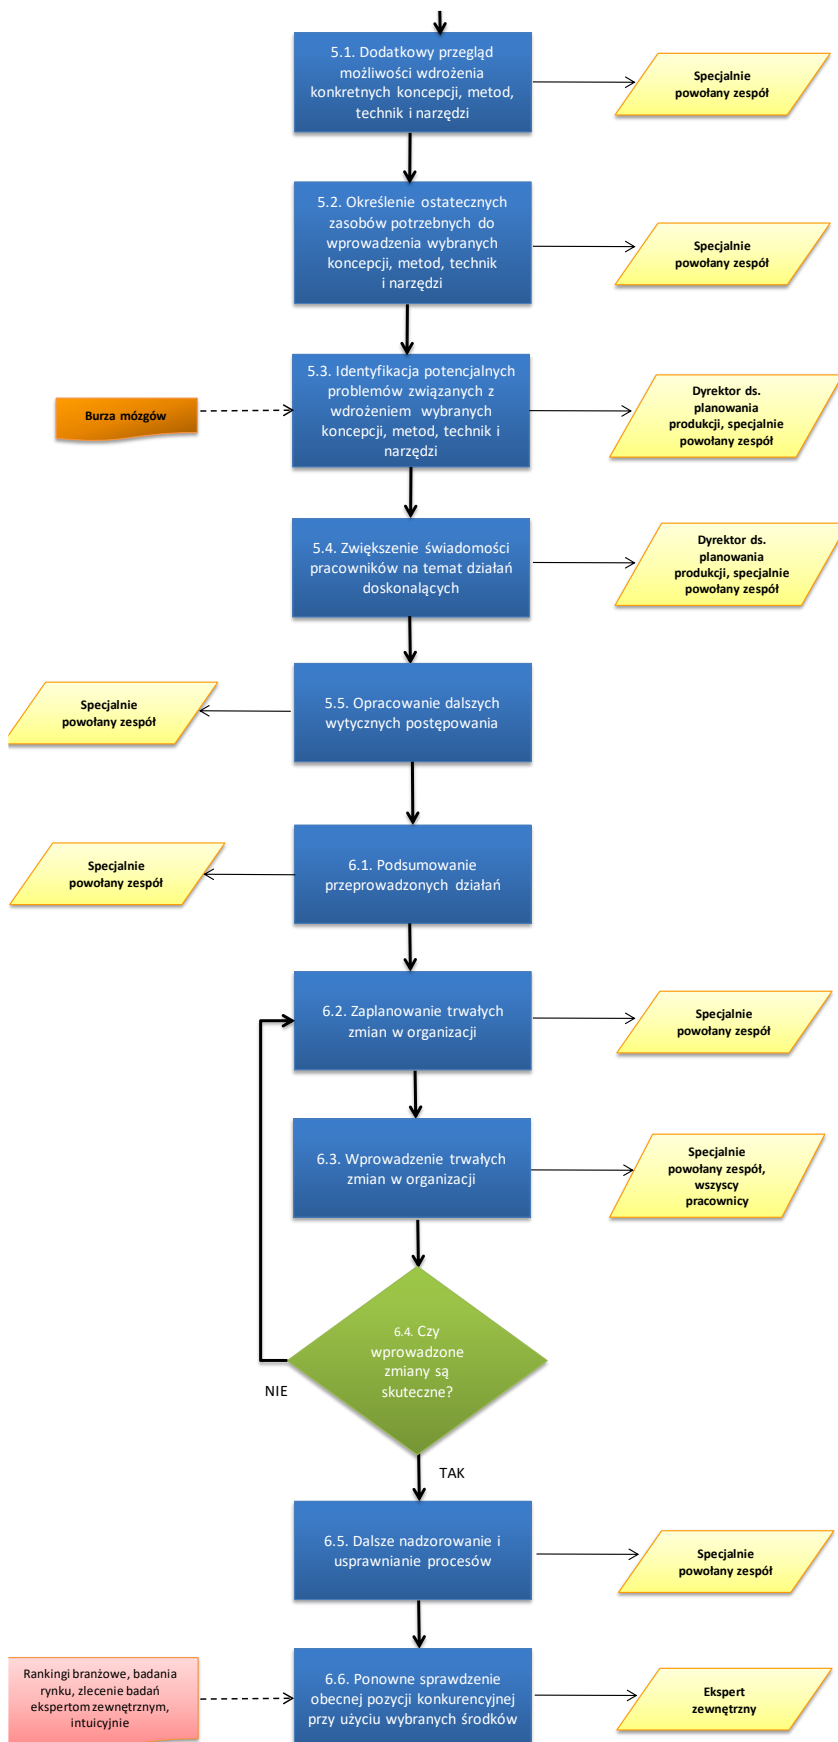 5.1. Dodatkowy przegląd
możliwości wdrożenia
konkretnych koncepcji, metod,
technik i narzędzi
Specjalnie
powołany zespół
5.2. Określenie ostatecznych
zasobów potrzebnych do
wprowadzenia wybranych
koncepcji, metod, technik
i narzędzi
Specjalnie
powołany zespół
Burza mózgów
5.3. Identyfikacja potencjalnych
problemów związanych z
wdrożeniem wybranych
koncepcji, metod, technik i
narzędzi
Dyrektor ds.
planowania
produkcji, specjalnie
powołany zespół
5.4. Zwiększenie świadomości
pracowników na temat działań
doskonalących
Dyrektor ds.
planowania
produkcji, specjalnie
powołany zespół
Specjalnie
powołany zespół
5.5. Opracowanie dalszych
wytycznych postępowania
Specjalnie
powołany zespół
6.1. Podsumowanie
przeprowadzonych działań
6.2. Zaplanowanie trwałych
zmian w organizacji
Specjalnie
powołany zespół
6.3. Wprowadzenie trwałych
zmian w organizacji
Specjalnie
powołany zespół,
wszyscy
pracownicy
6.4. Czy
wprowadzone
zmiany są
skuteczne?
NIE
TAK
6.5. Dalsze nadzorowanie i
usprawnianie procesów
Specjalnie
powołany zespół
Rankingi branżowe, badania
rynku, zlecenie badań
ekspertom zewnętrznym,
intuicyjnie
6.6. Ponowne sprawdzenie
obecnej pozycji konkurencyjnej
przy użyciu wybranych środków
Ekspert
zewnętrzny